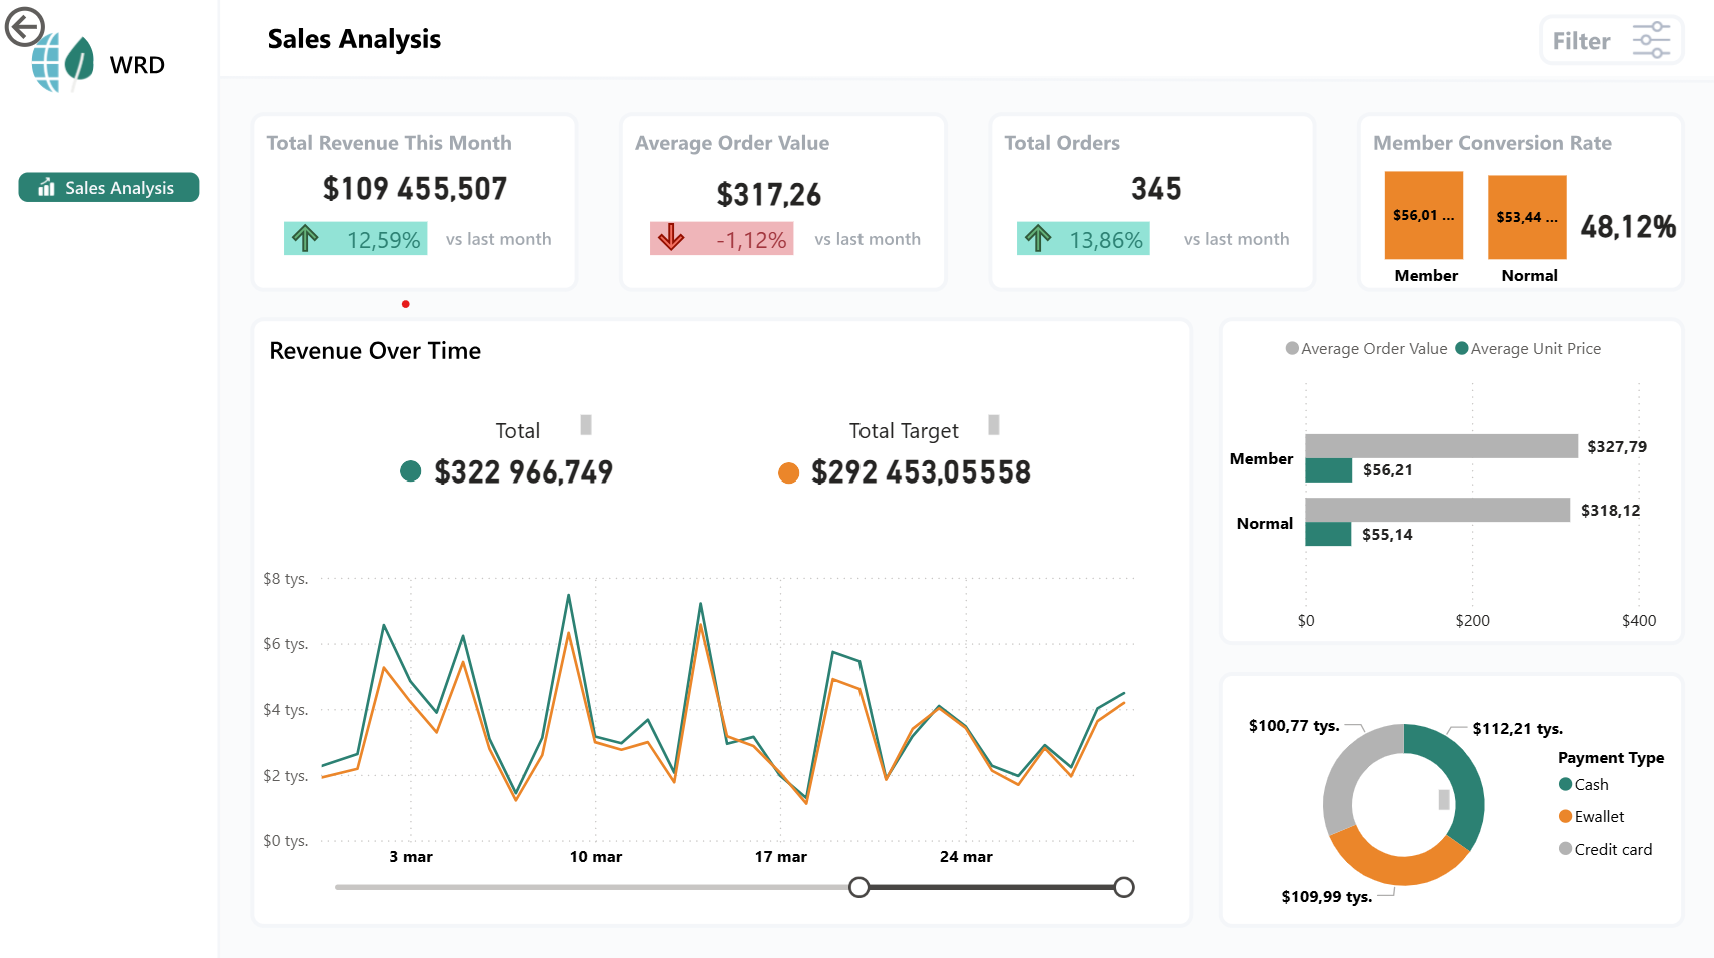 WRD
Sales Analysis
Sales Analysis
Filter
Total Revenue This Month
$109 455,507
12,59%
vs last month
Average Order Value
$317,26
-1,12%
vs last month
Total Orders
345
13,86%
vs last month
Member Conversion Rate
$56,01 ...
$53,44 ...
48,12%
Member
Normal
Revenue Over Time
Total
$322 966,749
Total Target
$292 453,05558
$8 tys.
$6 tys.
$4 tys.
$2 tys.
$0 tys.
3 mar
10 mar
17 mar
24 mar
Average Order Value
Average Unit Price
Member
$327,79
$56,21
Normal
$318,12
$55,14
$0
$200
$400
$100,77 tys.
$112,21 tys.
$109,99 tys.
Payment Type
Cash
Ewallet
Credit card